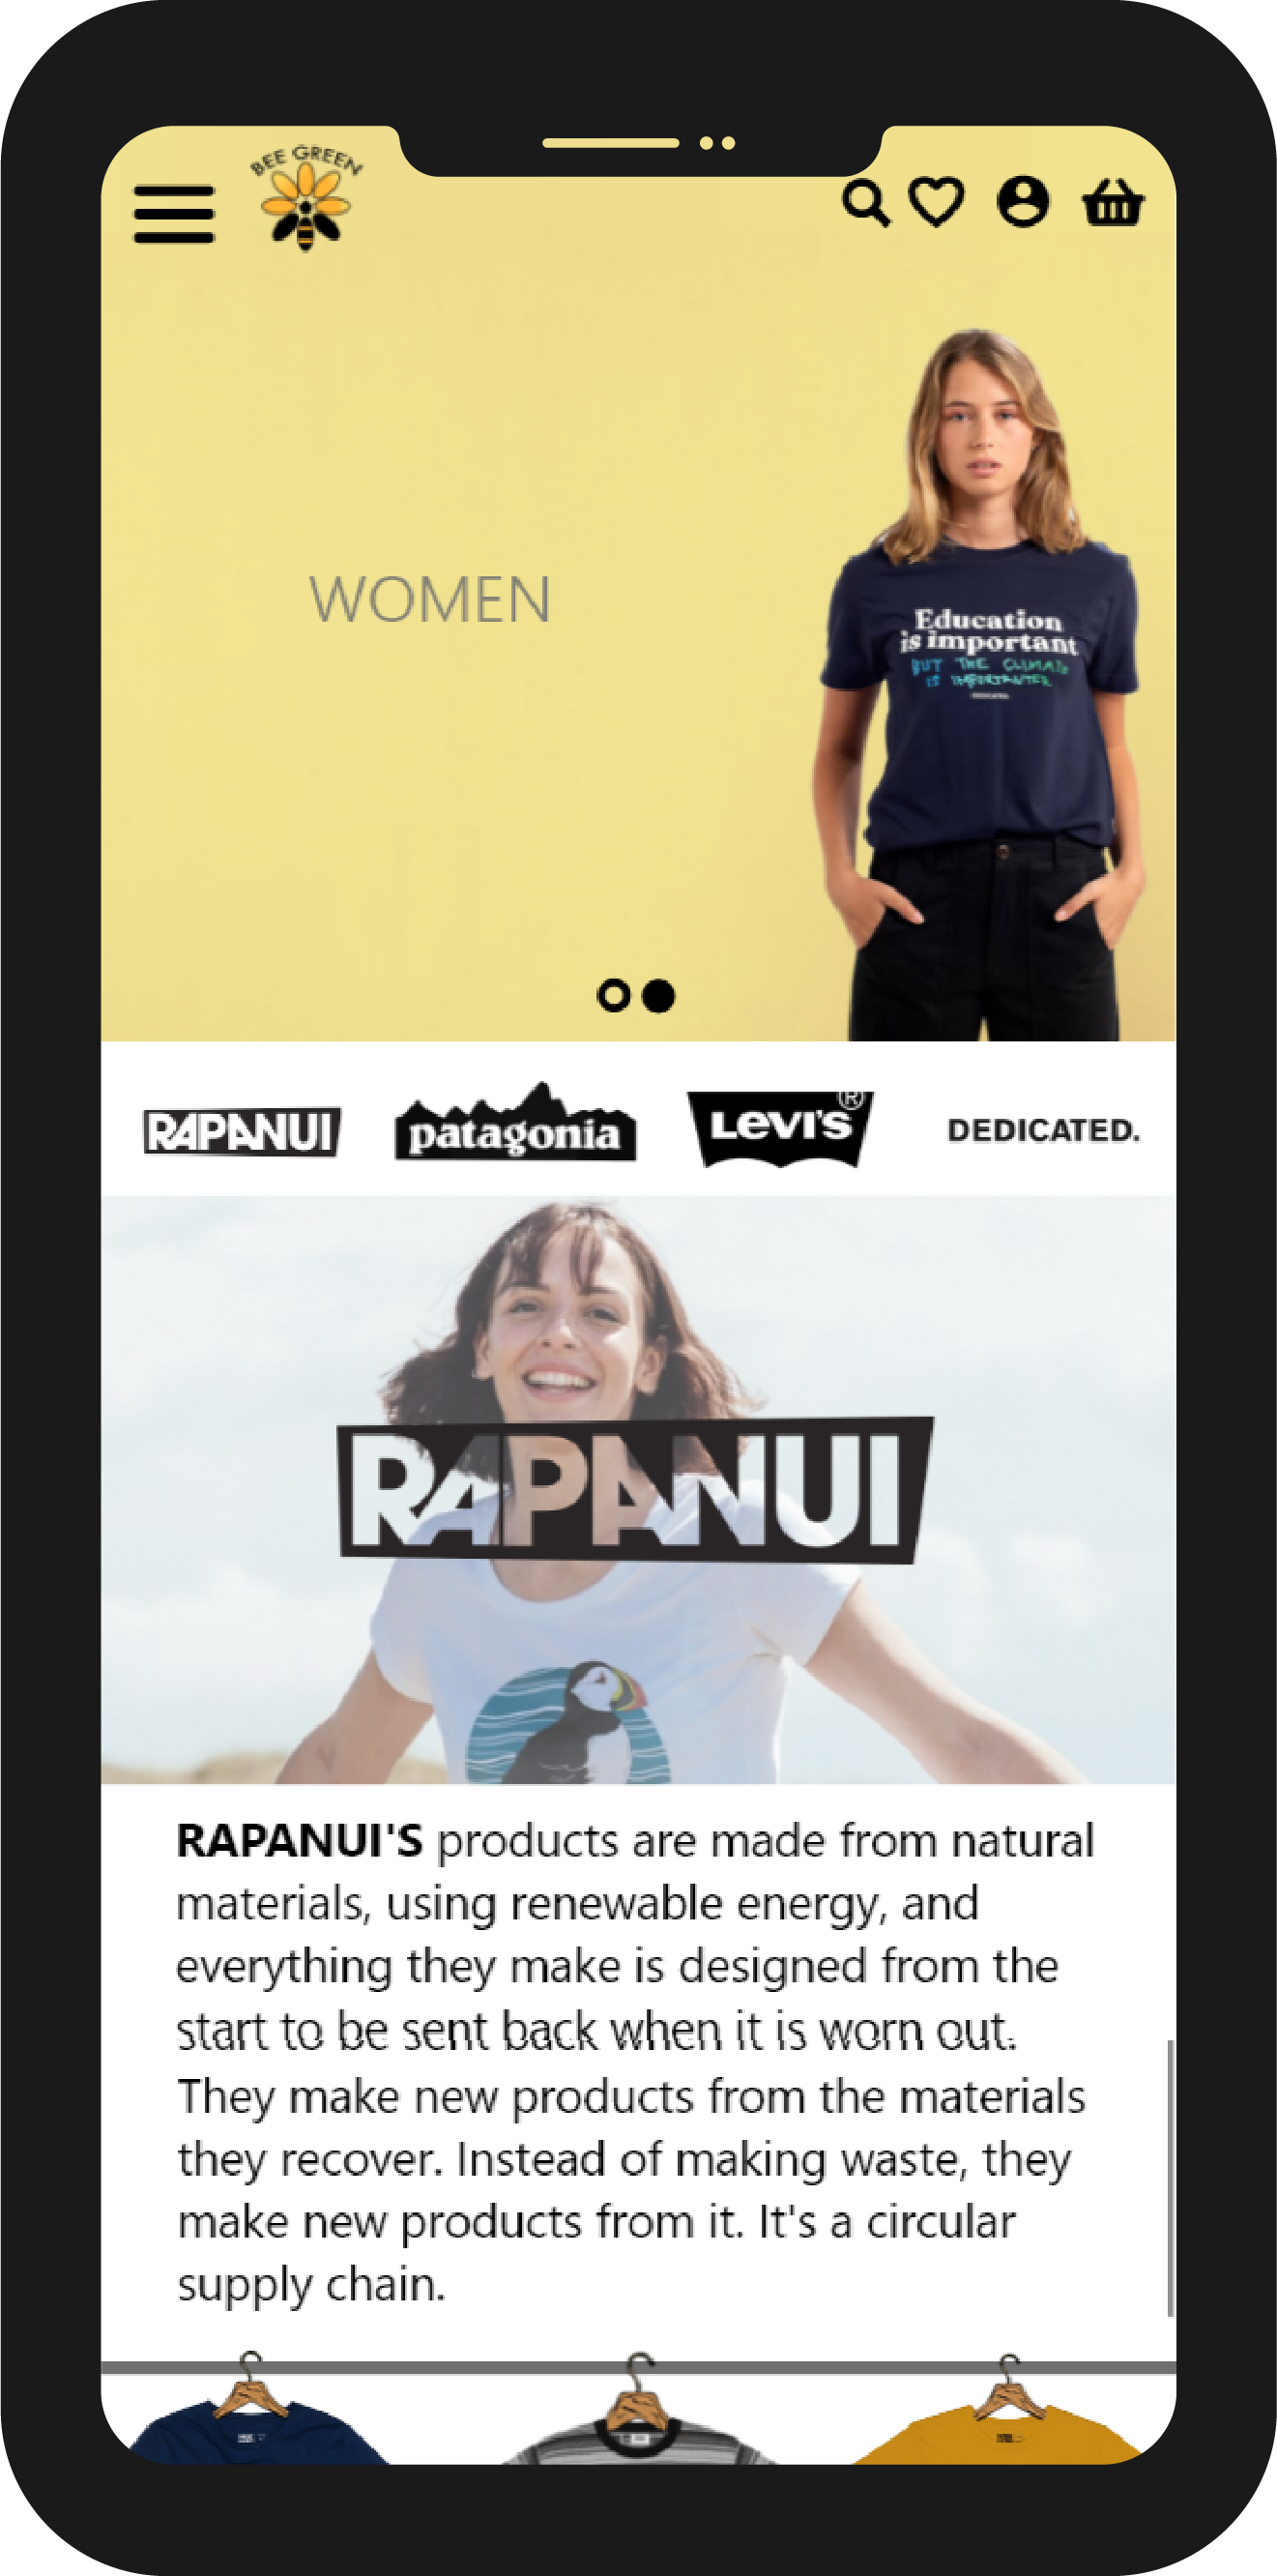 BEE GREEN
WOMEN
Education
is important
BUT THE CLIMATE
IS IMPORTANTER
DEDICATED.
RAPANUI
patagonia
LEVI'S ®
DEDICATED.
RAPANUI
RAPANUI'S products are made from natural
materials, using renewable energy, and
everything they make is designed from the
start to be sent back when it is worn out.
They make new products from the materials
they recover. Instead of making waste, they
make new products from it. It's a circular
supply chain.